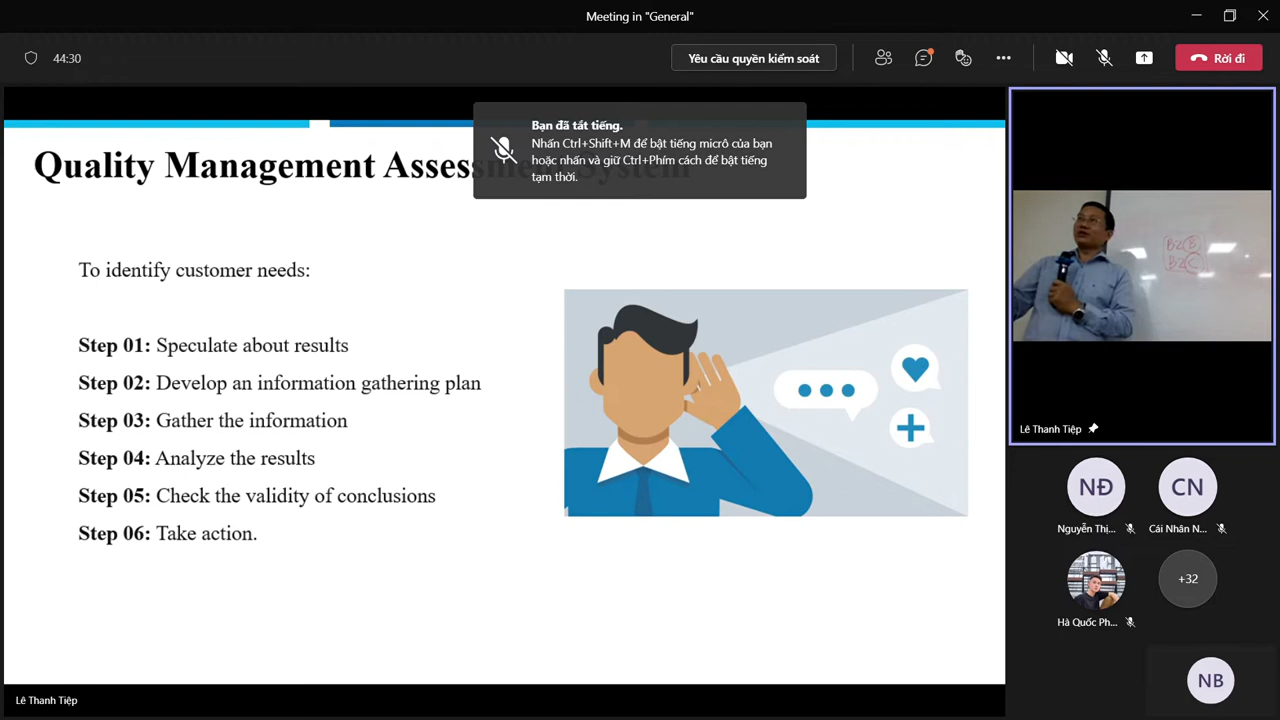 Meeting in "General"
44:30
Yêu cầu quyền kiểm soát
Rời đi
Bạn đã tắt tiếng.
Nhấn Ctrl+Shift+M để bật tiếng micrô của bạn
hoặc nhấn và giữ Ctrl+Phím cách để bật tiếng
tạm thời.
Quality Management Assessment System
To identify customer needs:
Step 01: Speculate about results
Step 02: Develop an information gathering plan
Step 03: Gather the information
Step 04: Analyze the results
Step 05: Check the validity of conclusions
Step 06: Take action.
Lê Thanh Tiệp
B2B
B2C
Lê Thanh Tiệp
NĐ
CN
Nguyễn Thị...
Cái Nhân N...
+32
Hà Quốc Ph...
NB